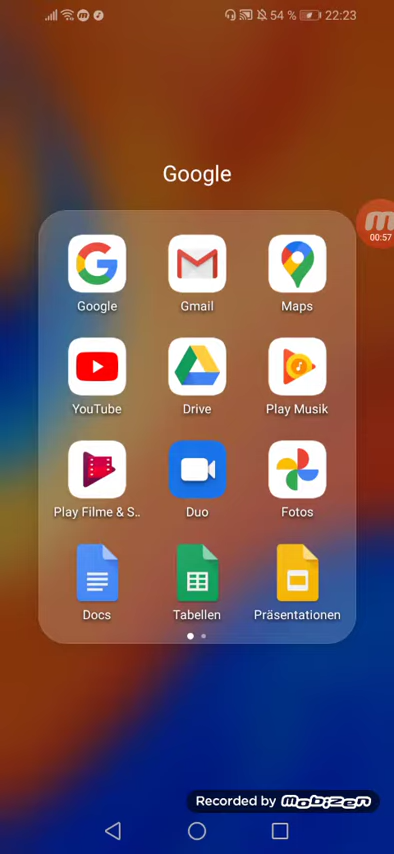 54 % 22:23
Google
00:57
Google Gmail Maps
YouTube Drive Play Musik
Play Filme & S.. Duo Fotos
Docs Tabellen Präsentationen
Recorded by mobizen